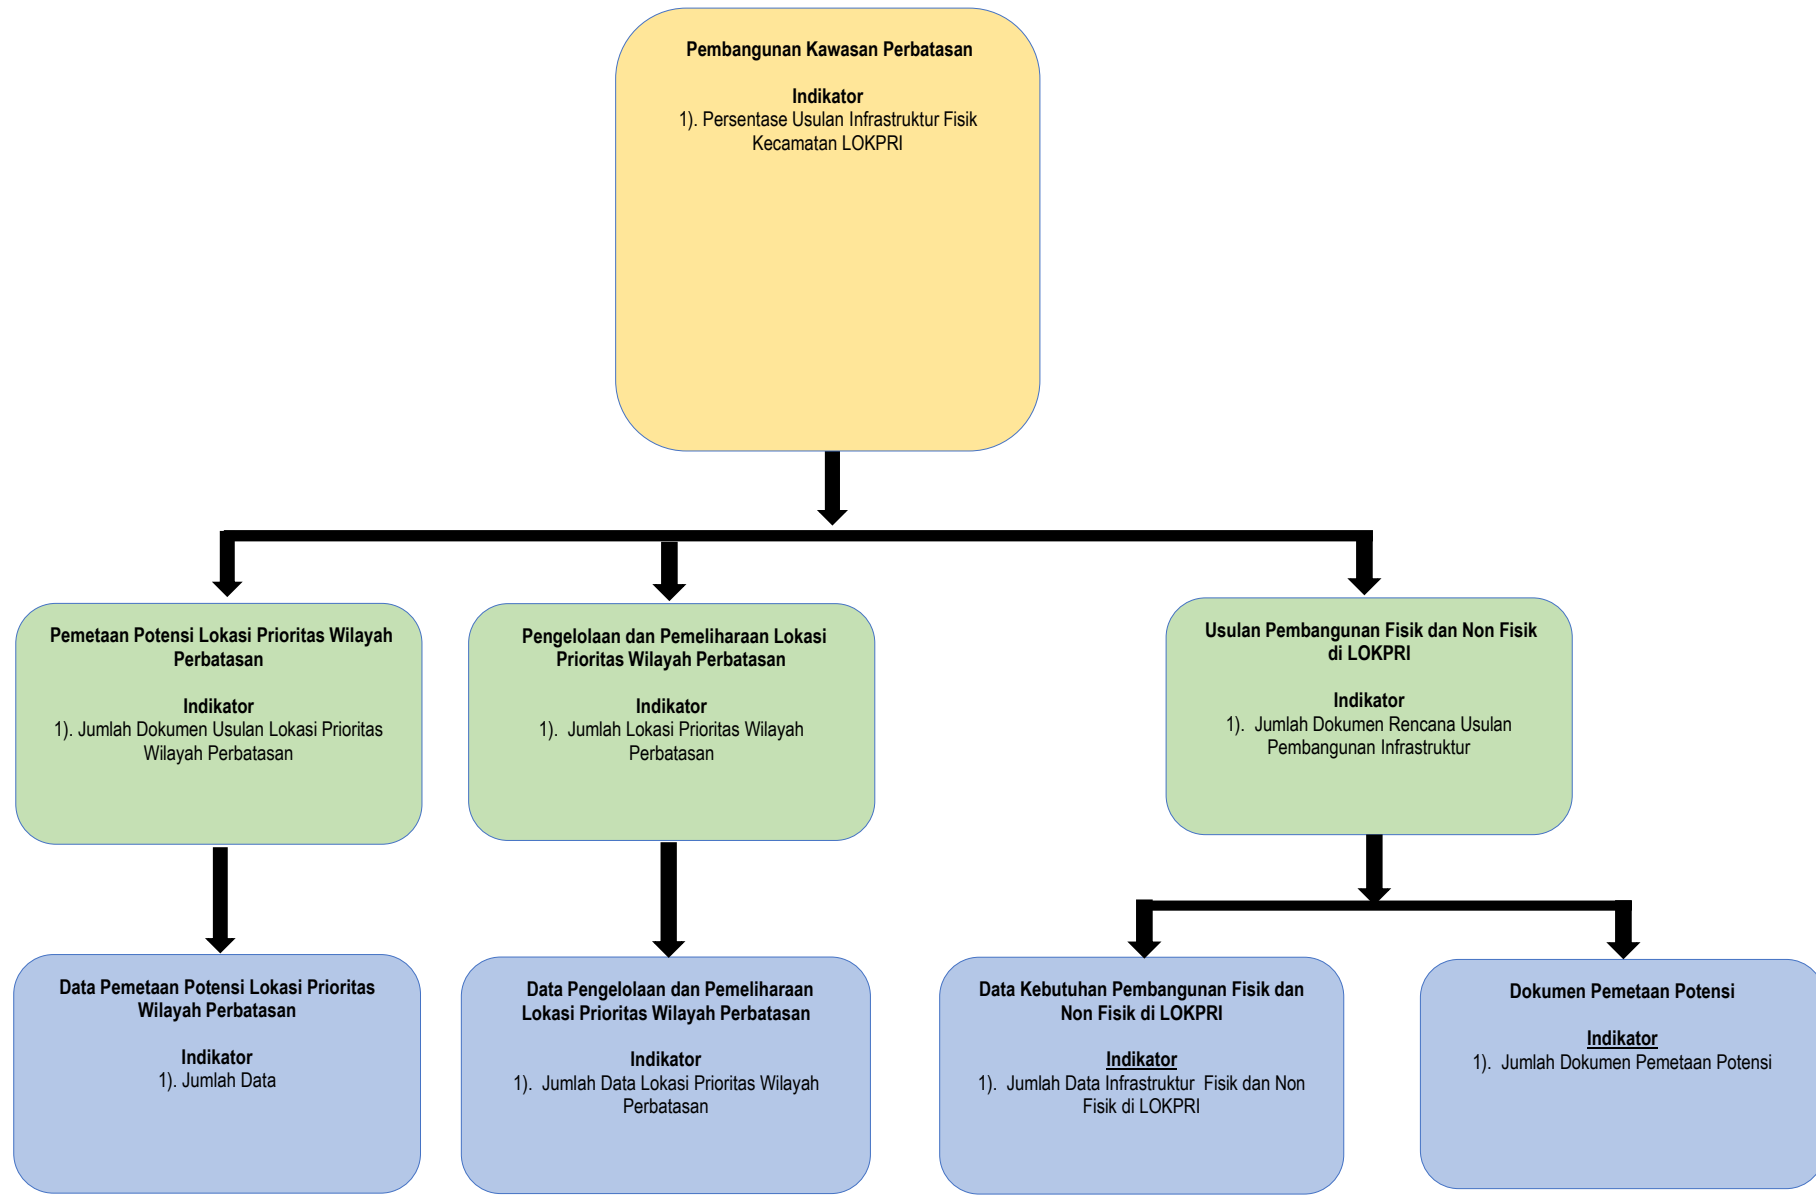 Pembangunan Kawasan Perbatasan
Indikator
1). Persentase Usulan Infrastruktur Fisik
Kecamatan LOKPRI
Pemetaan Potensi Lokasi Prioritas Wilayah
Perbatasan
Indikator
1). Jumlah Dokumen Usulan Lokasi Prioritas
Wilayah Perbatasan
Pengelolaan dan Pemeliharaan Lokasi
Prioritas Wilayah Perbatasan
Indikator
1). Jumlah Lokasi Prioritas Wilayah
Perbatasan
Usulan Pembangunan Fisik dan Non Fisik
di LOKPRI
Indikator
1). Jumlah Dokumen Rencana Usulan
Pembangunan Infrastruktur
Data Pemetaan Potensi Lokasi Prioritas
Wilayah Perbatasan
Indikator
1). Jumlah Data
Data Pengelolaan dan Pemeliharaan
Lokasi Prioritas Wilayah Perbatasan
Indikator
1). Jumlah Data Lokasi Prioritas Wilayah
Perbatasan
Data Kebutuhan Pembangunan Fisik dan
Non Fisik di LOKPRI
Indikator
1). Jumlah Data Infrastruktur Fisik dan Non
Fisik di LOKPRI
Dokumen Pemetaan Potensi
Indikator
1). Jumlah Dokumen Pemetaan Potensi